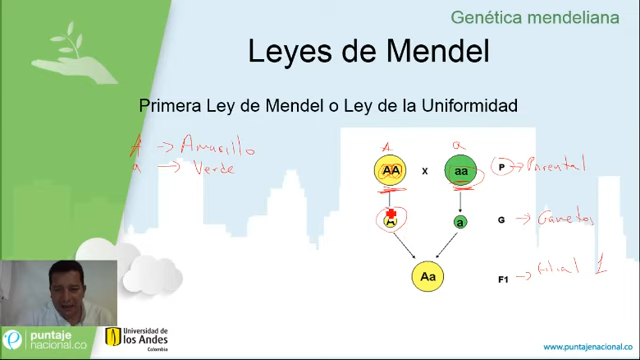 Genética mendeliana
Leyes de Mendel
Primera Ley de Mendel o Ley de la Uniformidad
A → Amarillo
a → Verde
A a
AA x aa P → Parental
A a G → Gametos
Aa F1 → Filial 1
puntaje
nacional.co
Universidad de
los Andes
Colombia
www.puntajenacional.co